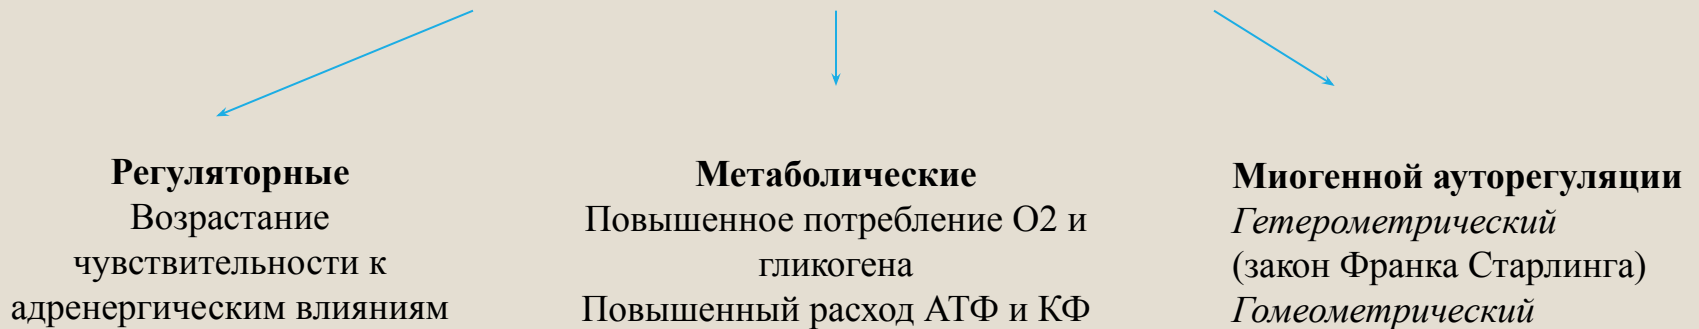 Регуляторные
Возрастание
чувствительности к
адренергическим влияниям
Метаболические
Повышенное потребление О2 и
гликогена
Повышенный расход АТФ и КФ
Миогенной ауторегуляции
Гетерометрический
(закон Франка Старлинга)
Гомеометрический